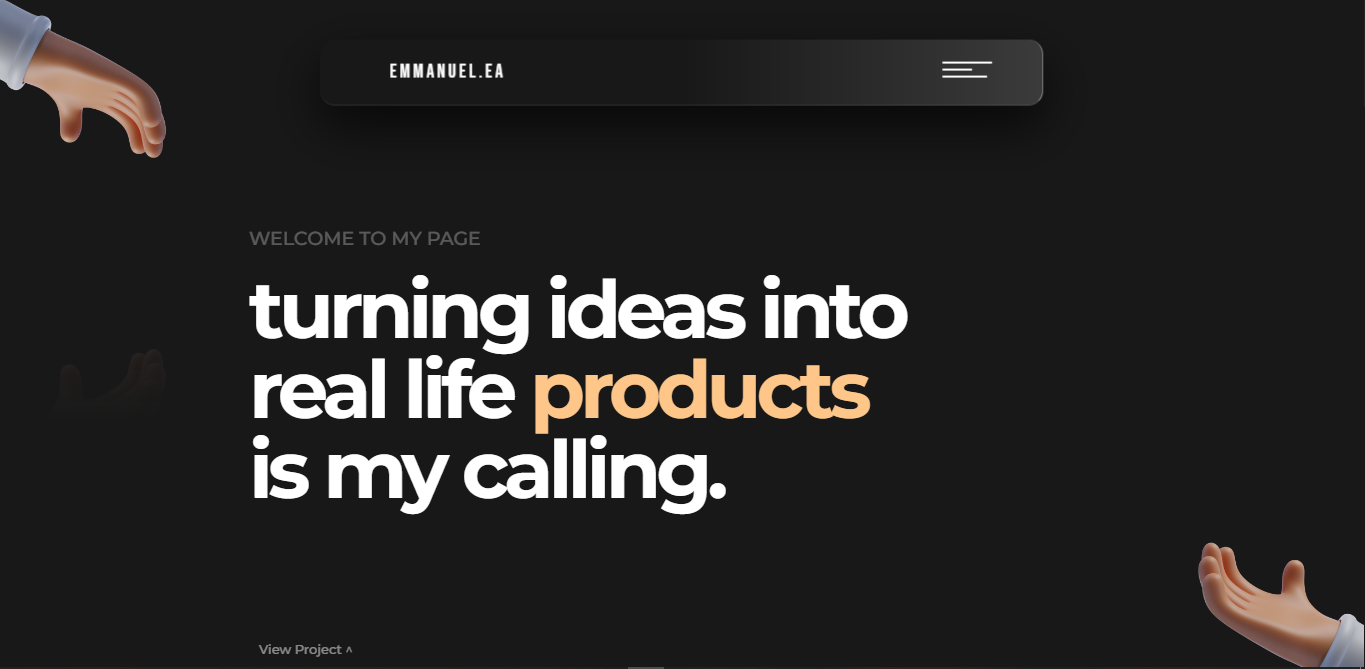 EMMANUEL.EA
WELCOME TO MY PAGE
turning ideas into
real life products
is my calling.
View Project ^